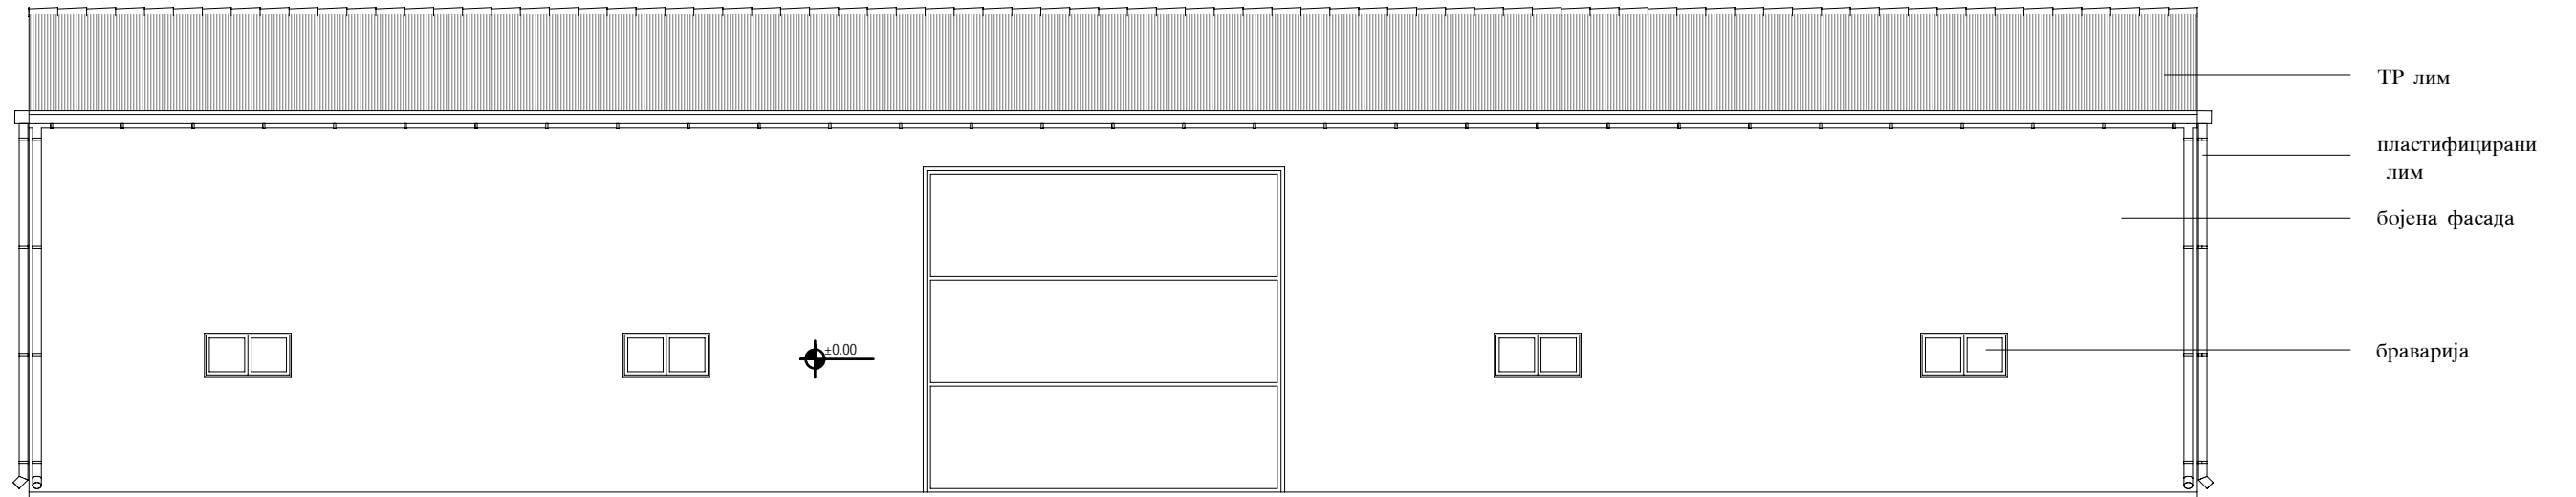 ТР лим
пластифицирани
лим
бојена фасада
±0.00
браварија